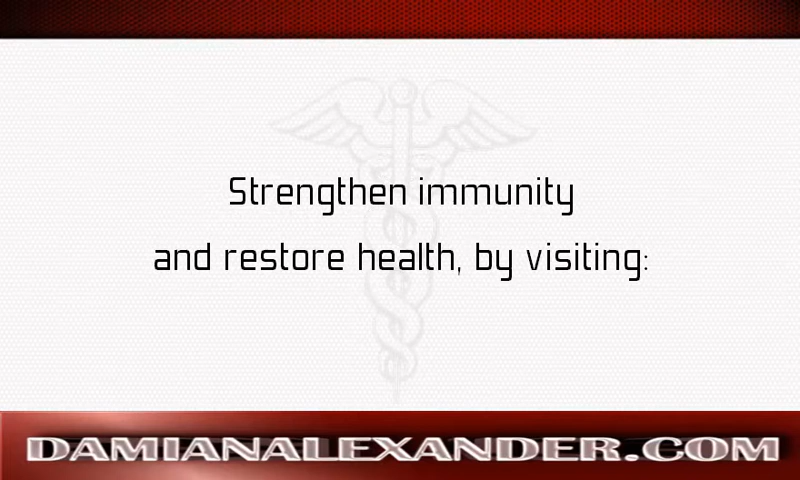 Strengthen immunity
and restore health, by visiting:
DAMIANALEXANDER.COM